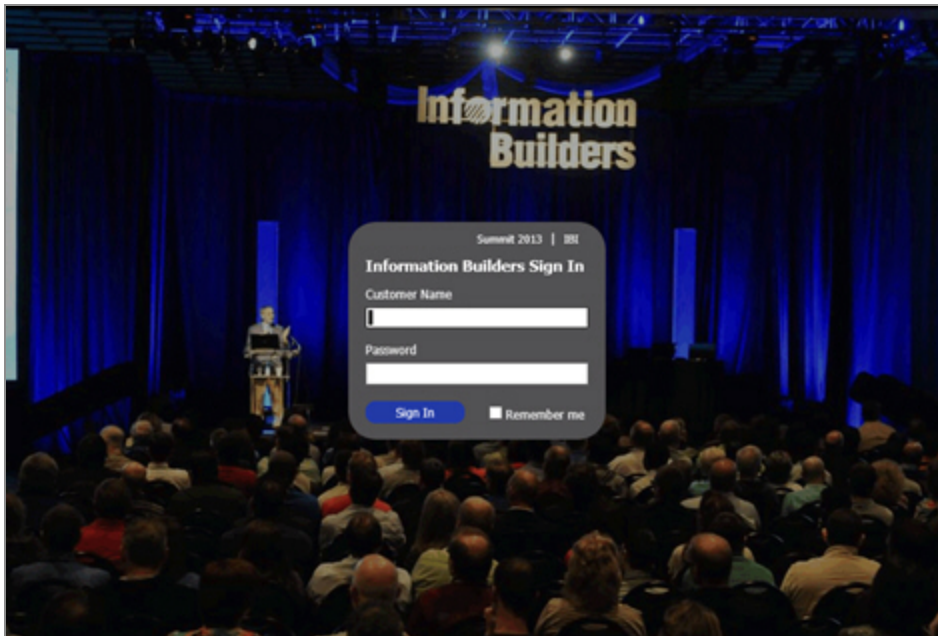 Information
Builders
Summit 2013 | IBI
Information Builders Sign In
Customer Name
Password
Sign In
Remember me